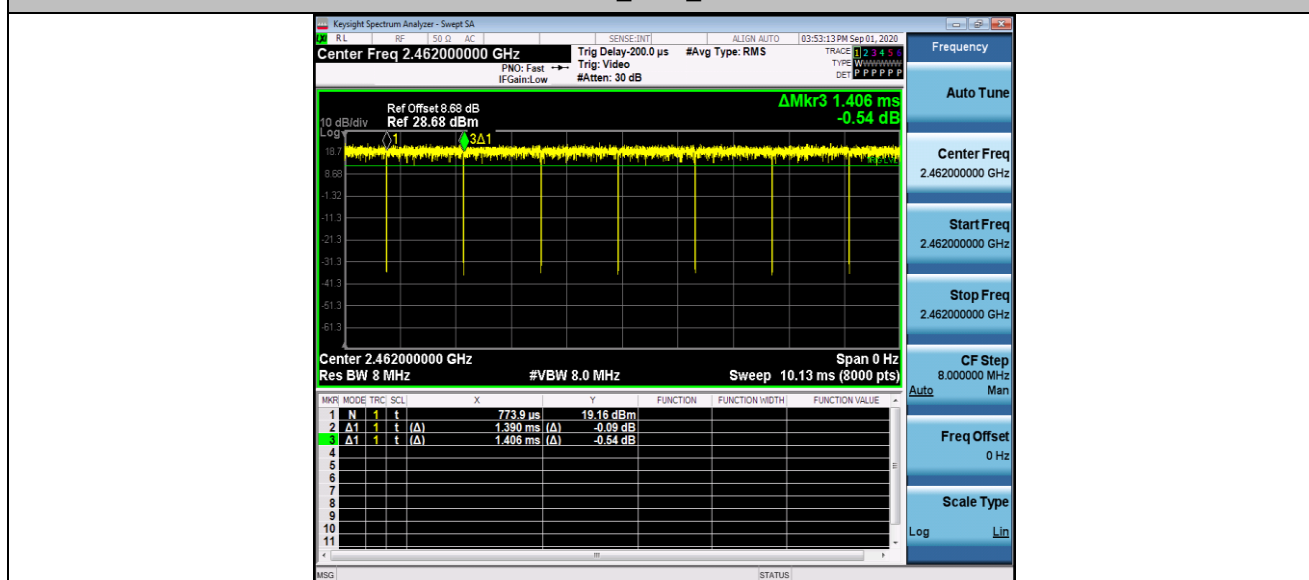 Keysight Spectrum Analyzer - Swept SA
RL RF 50 Ω AC SENSE:INT ALIGN AUTO 03:53:13 PM Sep 01, 2020
Center Freq 2.462000000 GHz
PNO: Fast
IFGain:Low
Trig Delay-200.0 µs
Trig: Video
#Atten: 30 dB
#Avg Type: RMS
TRACE 1 2 3 4 5 6
TYPE W
DET P P P P P P
Ref Offset 8.68 dB
10 dB/div Ref 28.68 dBm
Log
ΔMkr3 1.406 ms
-0.54 dB
1 3Δ1
18.7
8.68
-1.32
-11.3
-21.3
-31.3
-41.3
-51.3
-61.3
Center 2.462000000 GHz Span 0 Hz
Res BW 8 MHz #VBW 8.0 MHz Sweep 10.13 ms (8000 pts)
MKR MODE TRC SCL X Y FUNCTION FUNCTION WIDTH FUNCTION VALUE
1 N 1 t 773.9 µs 19.16 dBm
2 Δ1 1 t (Δ) 1.390 ms (Δ) -0.09 dB
3 Δ1 1 t (Δ) 1.406 ms (Δ) -0.54 dB
4
5
6
7
8
9
10
11
MSG STATUS
Frequency
Auto Tune
Center Freq
2.462000000 GHz
Start Freq
2.462000000 GHz
Stop Freq
2.462000000 GHz
CF Step
8.000000 MHz
Auto Man
Freq Offset
0 Hz
Scale Type
Log Lin